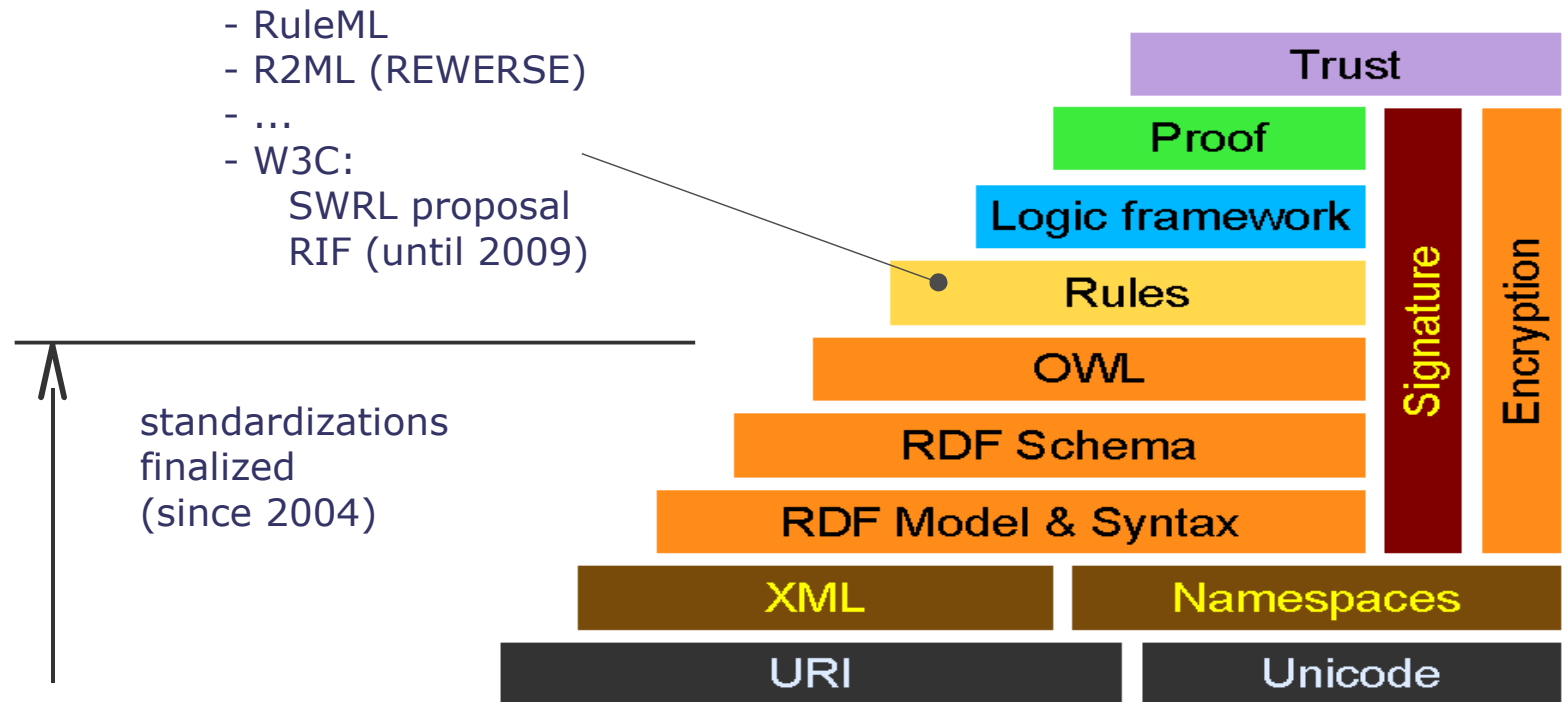 - RuleML
- R2ML (REWERSE)
- ...
- W3C:
SWRL proposal
RIF (until 2009)
Trust
Proof
Logic framework
Rules
Signature
Encryption
OWL
standardizations
finalized
(since 2004)
RDF Schema
RDF Model & Syntax
XML
Namespaces
URI
Unicode